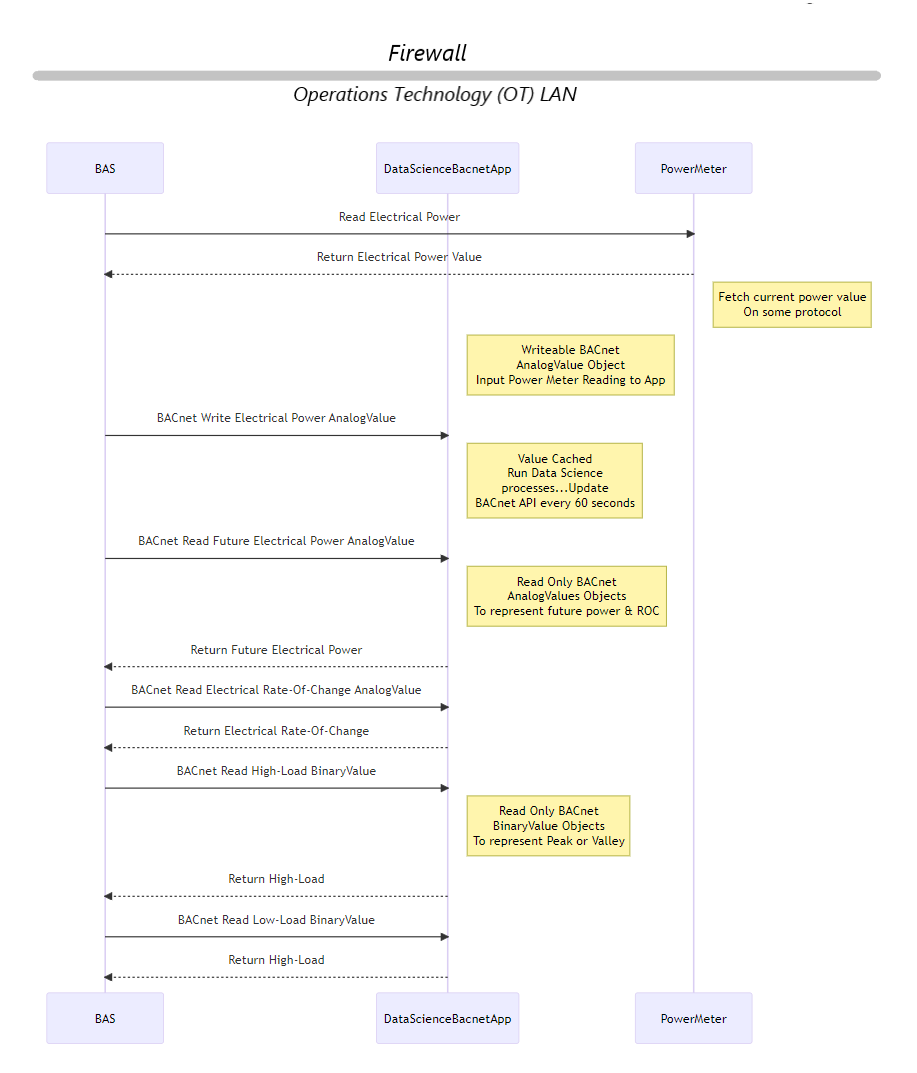 Firewall
Operations Technology (OT) LAN
BAS
DataScienceBacnetApp
PowerMeter
Read Electrical Power
Return Electrical Power Value
Fetch current power value
On some protocol
Writeable BACnet
AnalogValue Object
Input Power Meter Reading to App
BACnet Write Electrical Power AnalogValue
Value Cached
Run Data Science
processes...Update
BACnet API every 60 seconds
BACnet Read Future Electrical Power AnalogValue
Read Only BACnet
AnalogValues Objects
To represent future power & ROC
Return Future Electrical Power
BACnet Read Electrical Rate-Of-Change AnalogValue
Return Electrical Rate-Of-Change
BACnet Read High-Load BinaryValue
Read Only BACnet
BinaryValue Objects
To represent Peak or Valley
Return High-Load
BACnet Read Low-Load BinaryValue
Return High-Load
BAS
DataScienceBacnetApp
PowerMeter